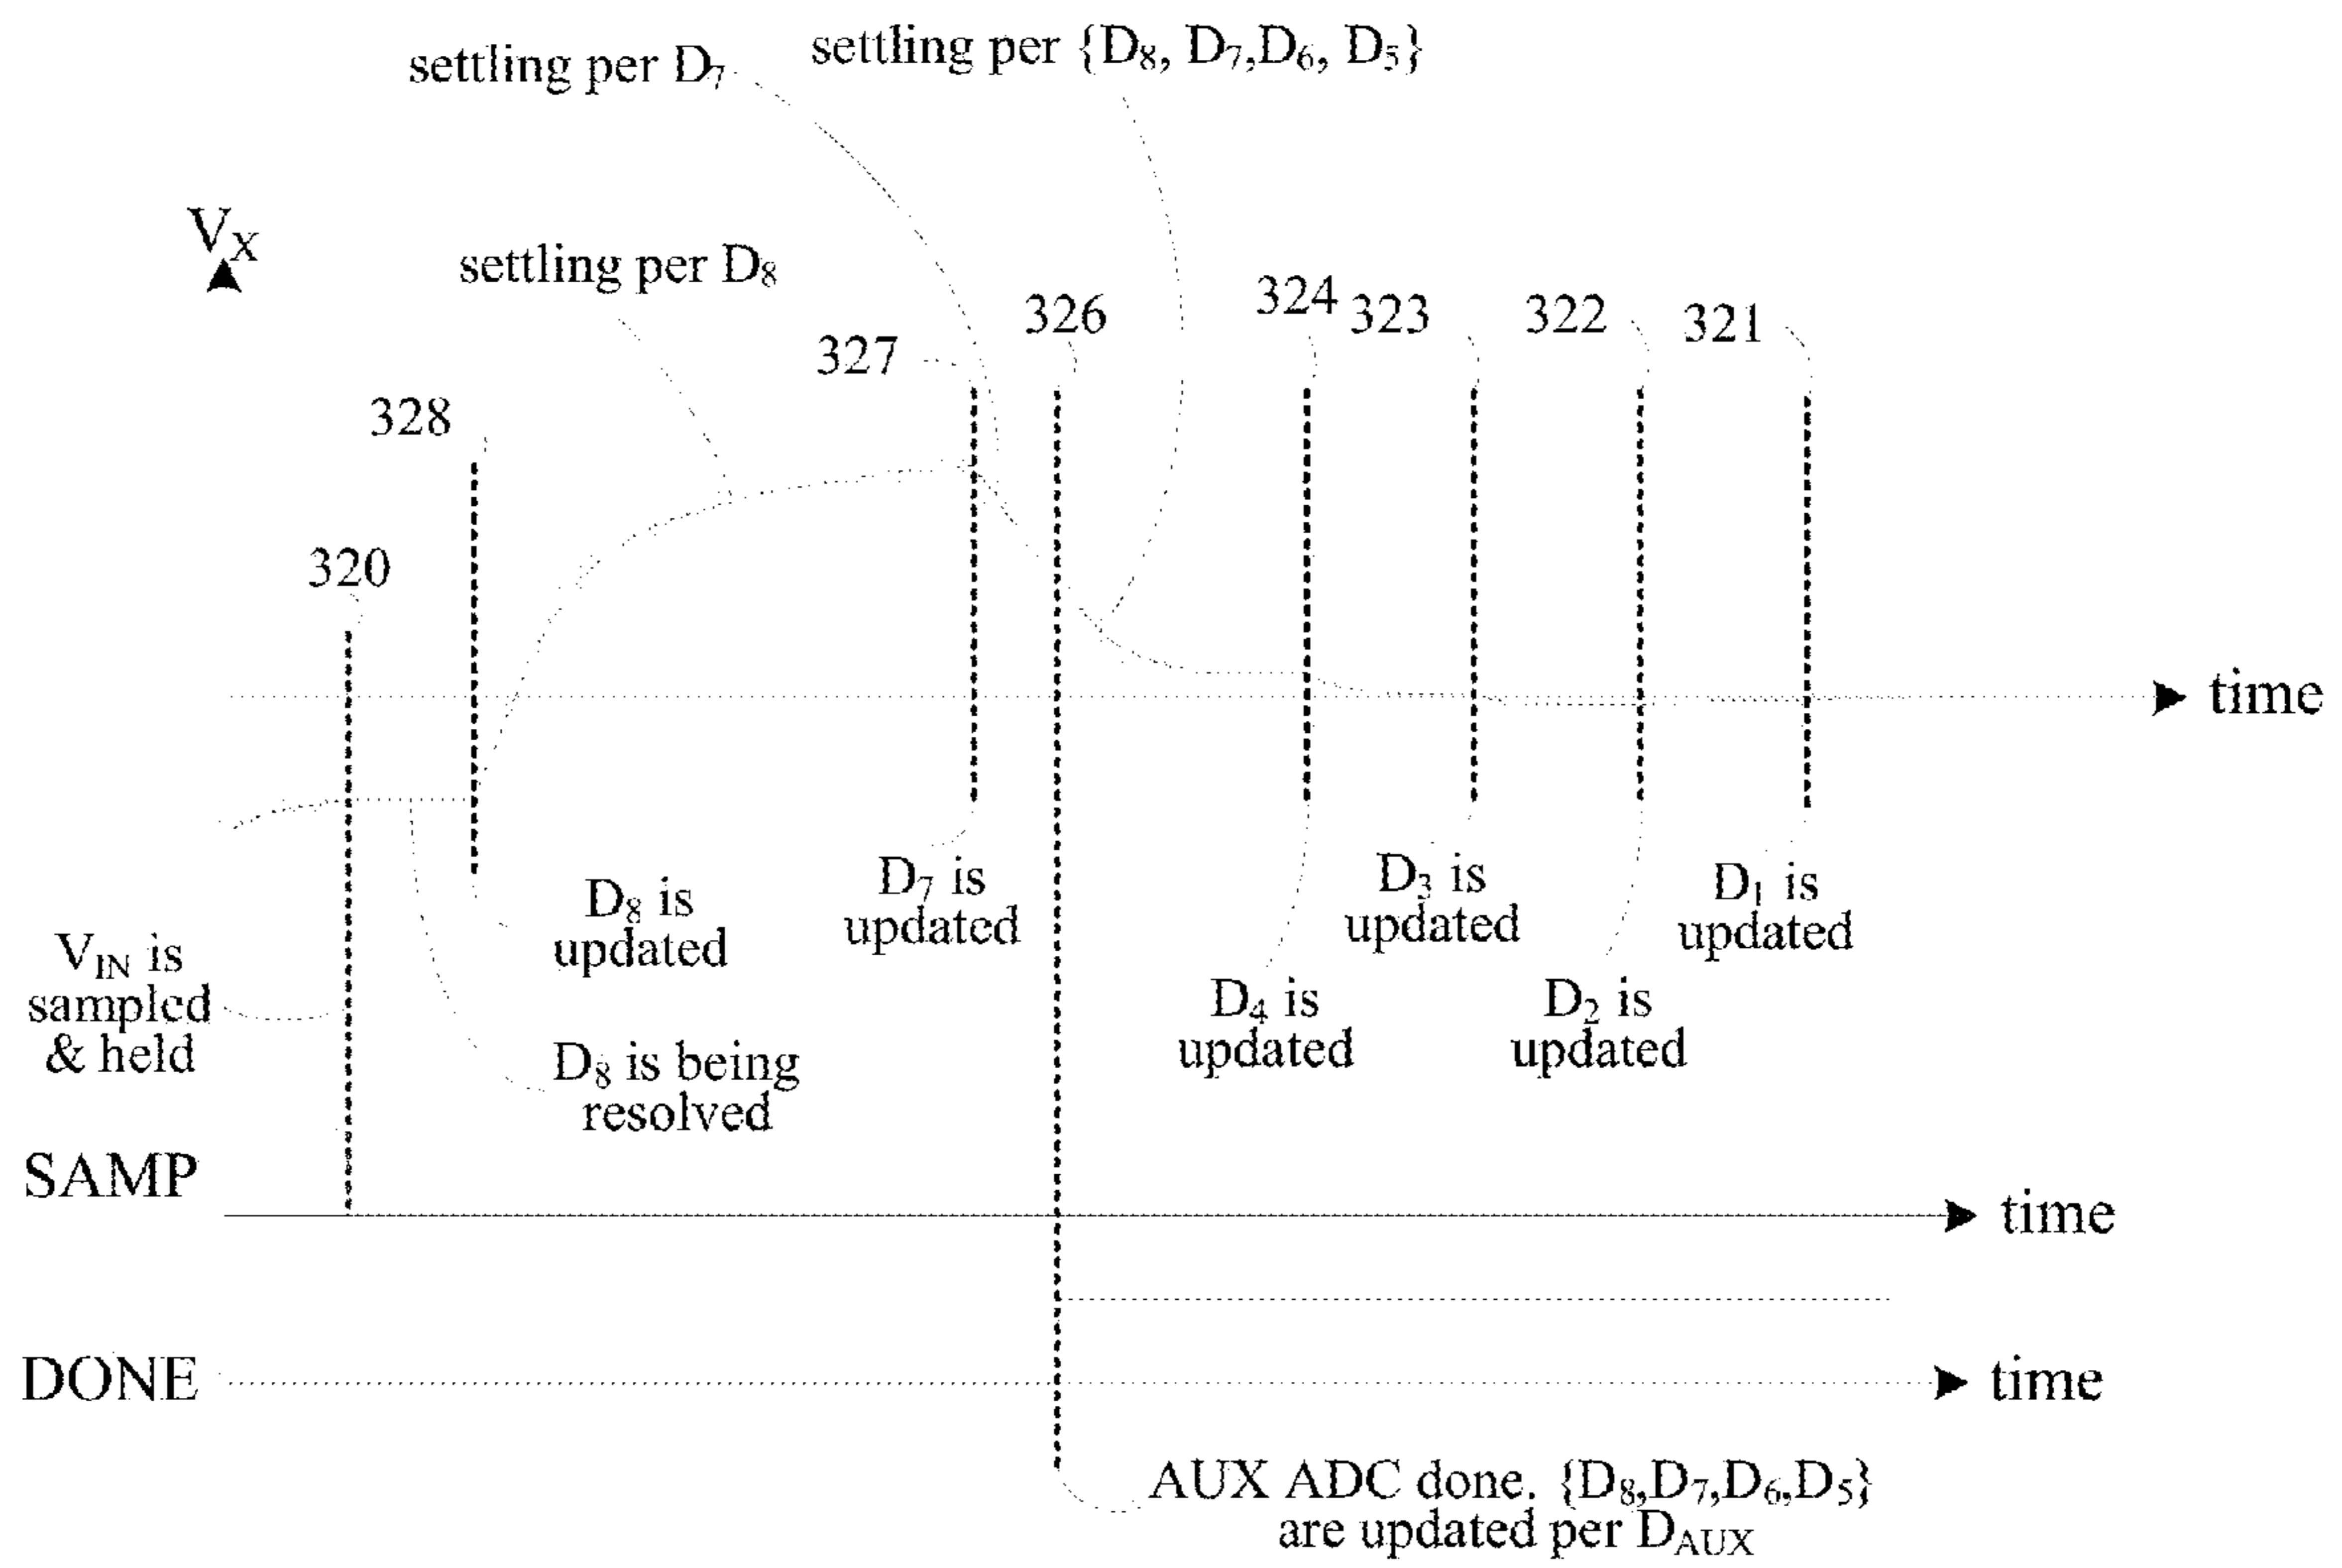 settling per D₇
settling per {D₈, D₇,D₆, D₅}
Vₓ
settling per D₈
328
327
326
324
323
322
321
320
time
D₈ is
updated
D₇ is
updated
D₃ is
updated
D₁ is
updated
V_IN is
sampled
& held
D₄ is
updated
D₂ is
updated
D₈ is being
resolved
SAMP
time
DONE
time
AUX ADC done. {D₈,D₇,D₆,D₅}
are updated per D_AUX